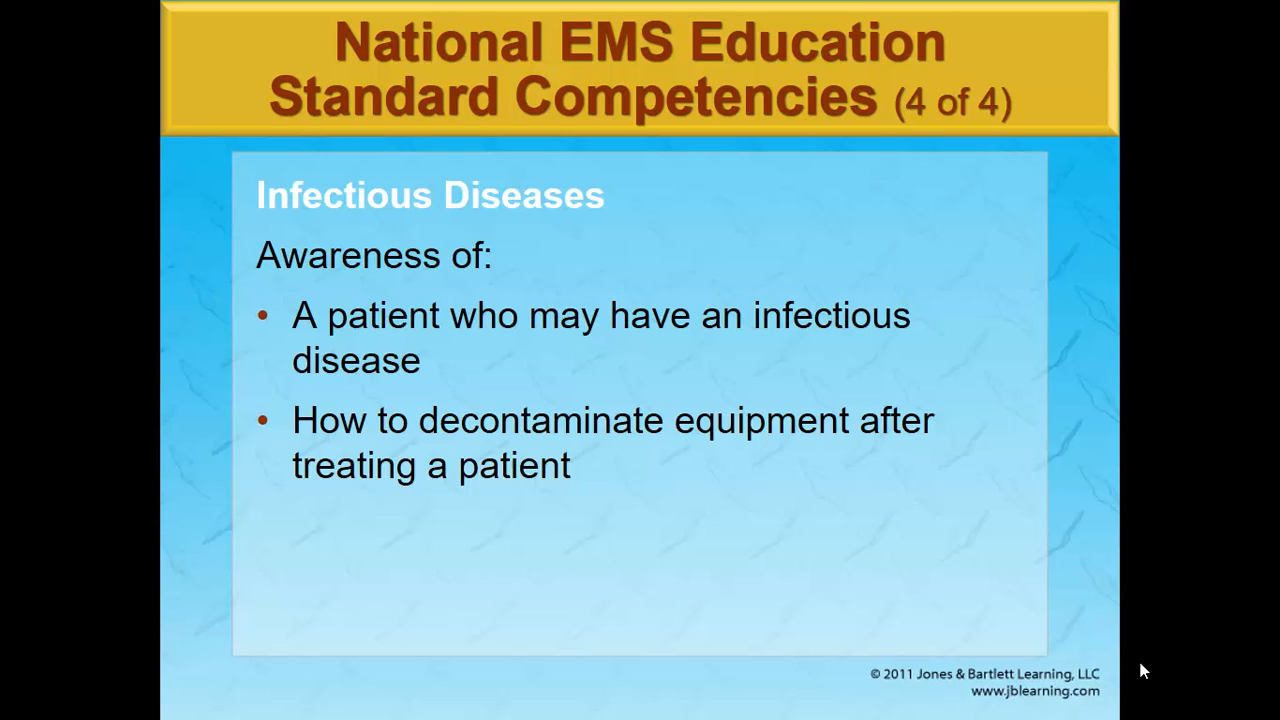 National EMS Education
Standard Competencies (4 of 4)
Infectious Diseases
Awareness of:
• A patient who may have an infectious
disease
• How to decontaminate equipment after
treating a patient
© 2011 Jones & Bartlett Learning, LLC
www.jblearning.com